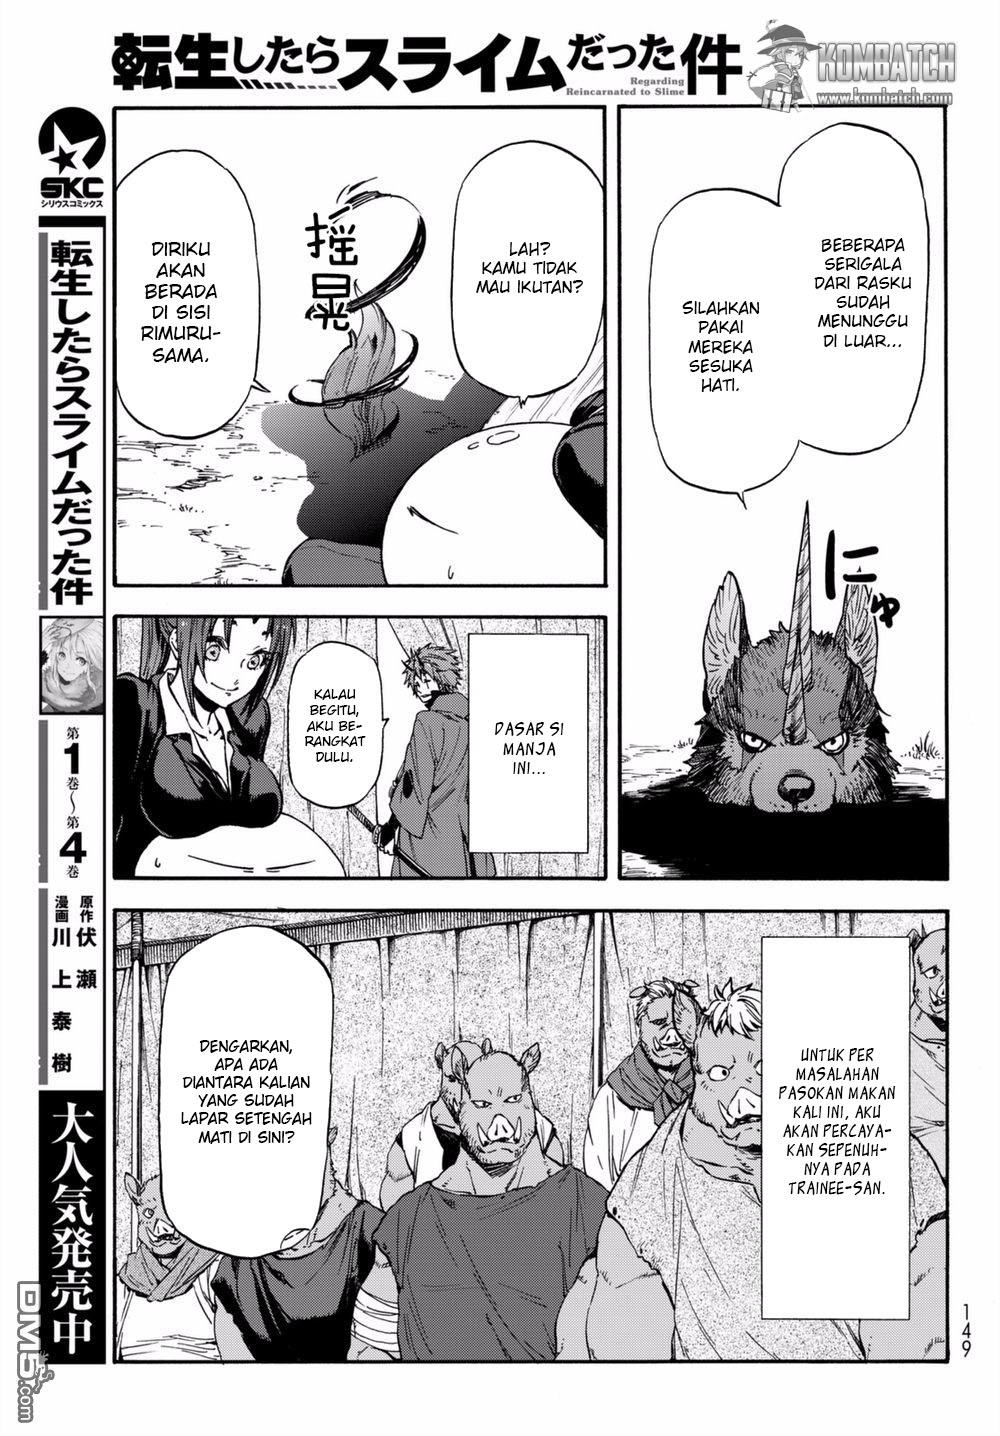 転生したらスライムだった件
Regarding
Reincarnated to Slime
KOMBATCH
www.kombatch.com
BEBERAPA
SERIGALA
DARI RASKU
SUDAH
MENUNGGU
DI LUAR...
SILAHKAN
PAKAI
MEREKA
SESUKA
HATI.
にゅ
LAH?
KAMU TIDAK
MAU IKUTAN?
揺晃
DIRIKU
AKAN
BERADA
DI SISI
RIMURU-
SAMA.
DASAR SI
MANJA
INI...
KALAU
BEGITU,
AKU BE-
RANGKAT
DULU.
UNTUK PER
MASALAHAN
PASOKAN MAKAN
KALI INI, AKU
AKAN PERCAYA-
KAN SEPENUH-
NYA PADA
TRAINEE-SAN.
DENGARKAN,
APA ADA
DIANTARA KALIAN
YANG SUDAH
LAPAR SETENGAH
MATI DI SINI?
SKC
シリウスコミックス
転生したらスライムだった件
第1巻～第4巻
原作 伏瀬
漫画 川上泰樹
大人気発売中
149